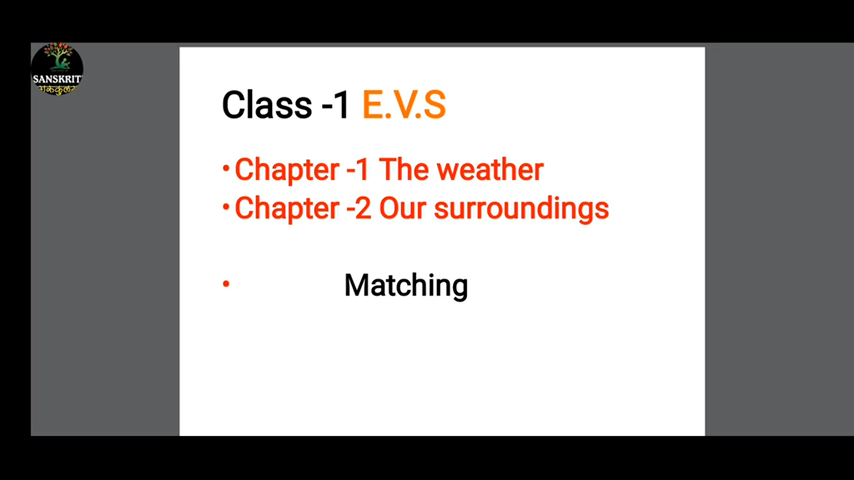 SANSKRIT
Class -1 E.V.S
•Chapter -1 The weather
•Chapter -2 Our surroundings
• Matching